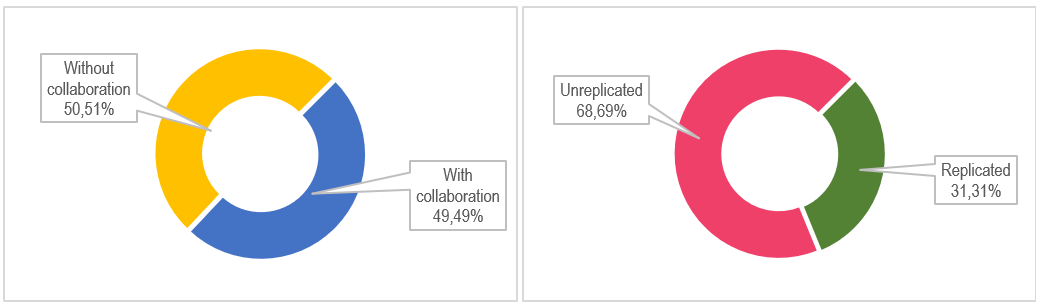 Without
collaboration
50,51%
With
collaboration
49,49%
Unreplicated
68,69%
Replicated
31,31%